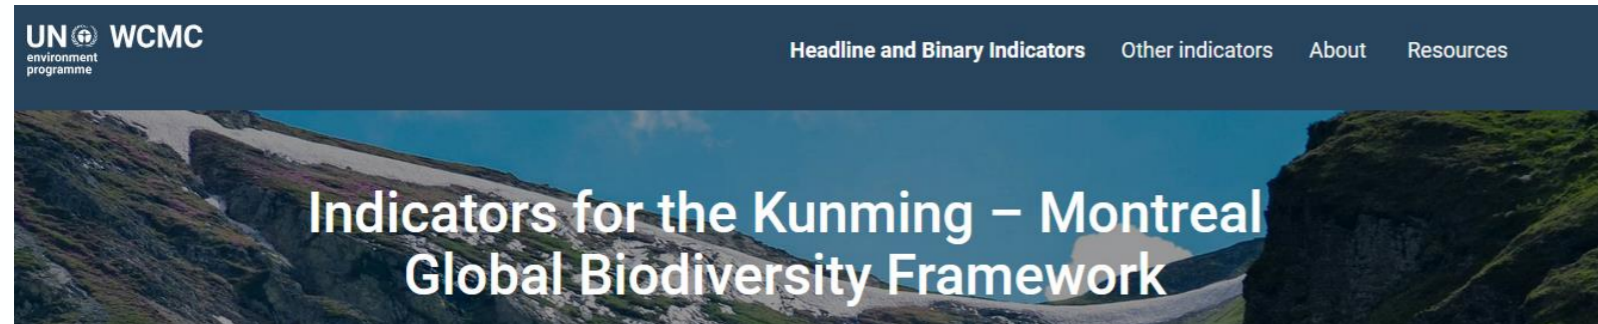 UN WCMC
environment
programme
Headline and Binary Indicators Other indicators About Resources
Indicators for the Kunming – Montreal
Global Biodiversity Framework